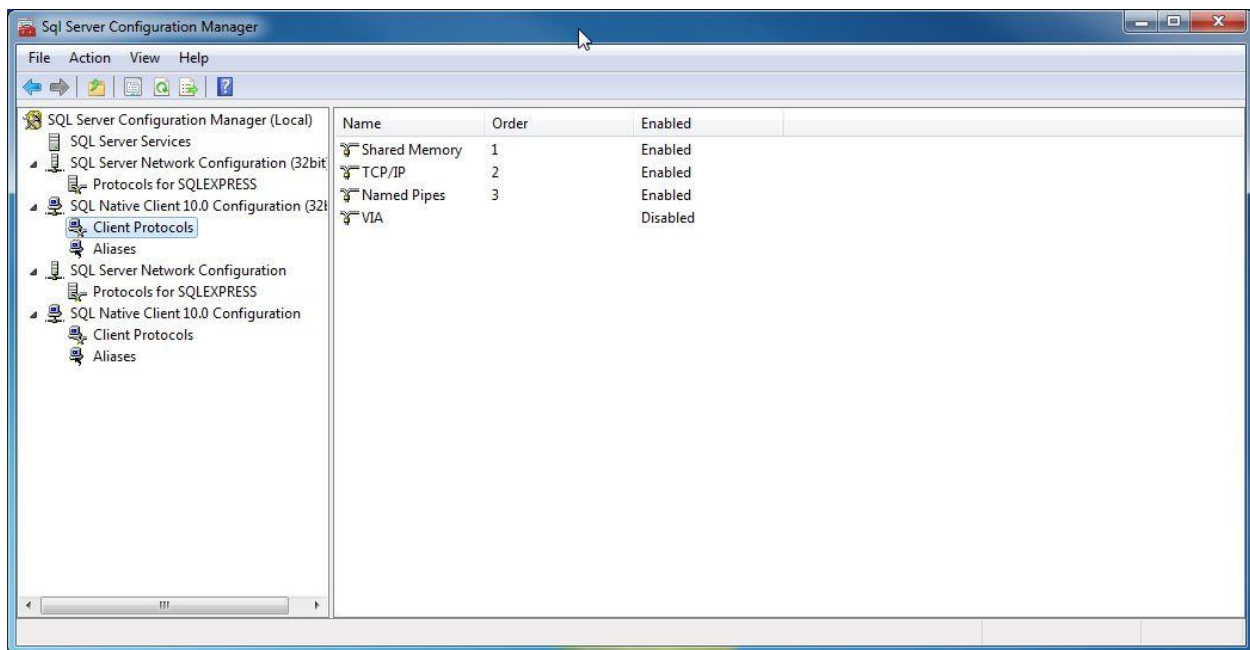 Sql Server Configuration Manager
File Action View Help
SQL Server Configuration Manager (Local)
SQL Server Services
SQL Server Network Configuration (32bit
Protocols for SQLEXPRESS
SQL Native Client 10.0 Configuration (32b
Client Protocols
Aliases
SQL Server Network Configuration
Protocols for SQLEXPRESS
SQL Native Client 10.0 Configuration
Client Protocols
Aliases
Name Order Enabled
Shared Memory 1 Enabled
TCP/IP 2 Enabled
Named Pipes 3 Enabled
VIA Disabled